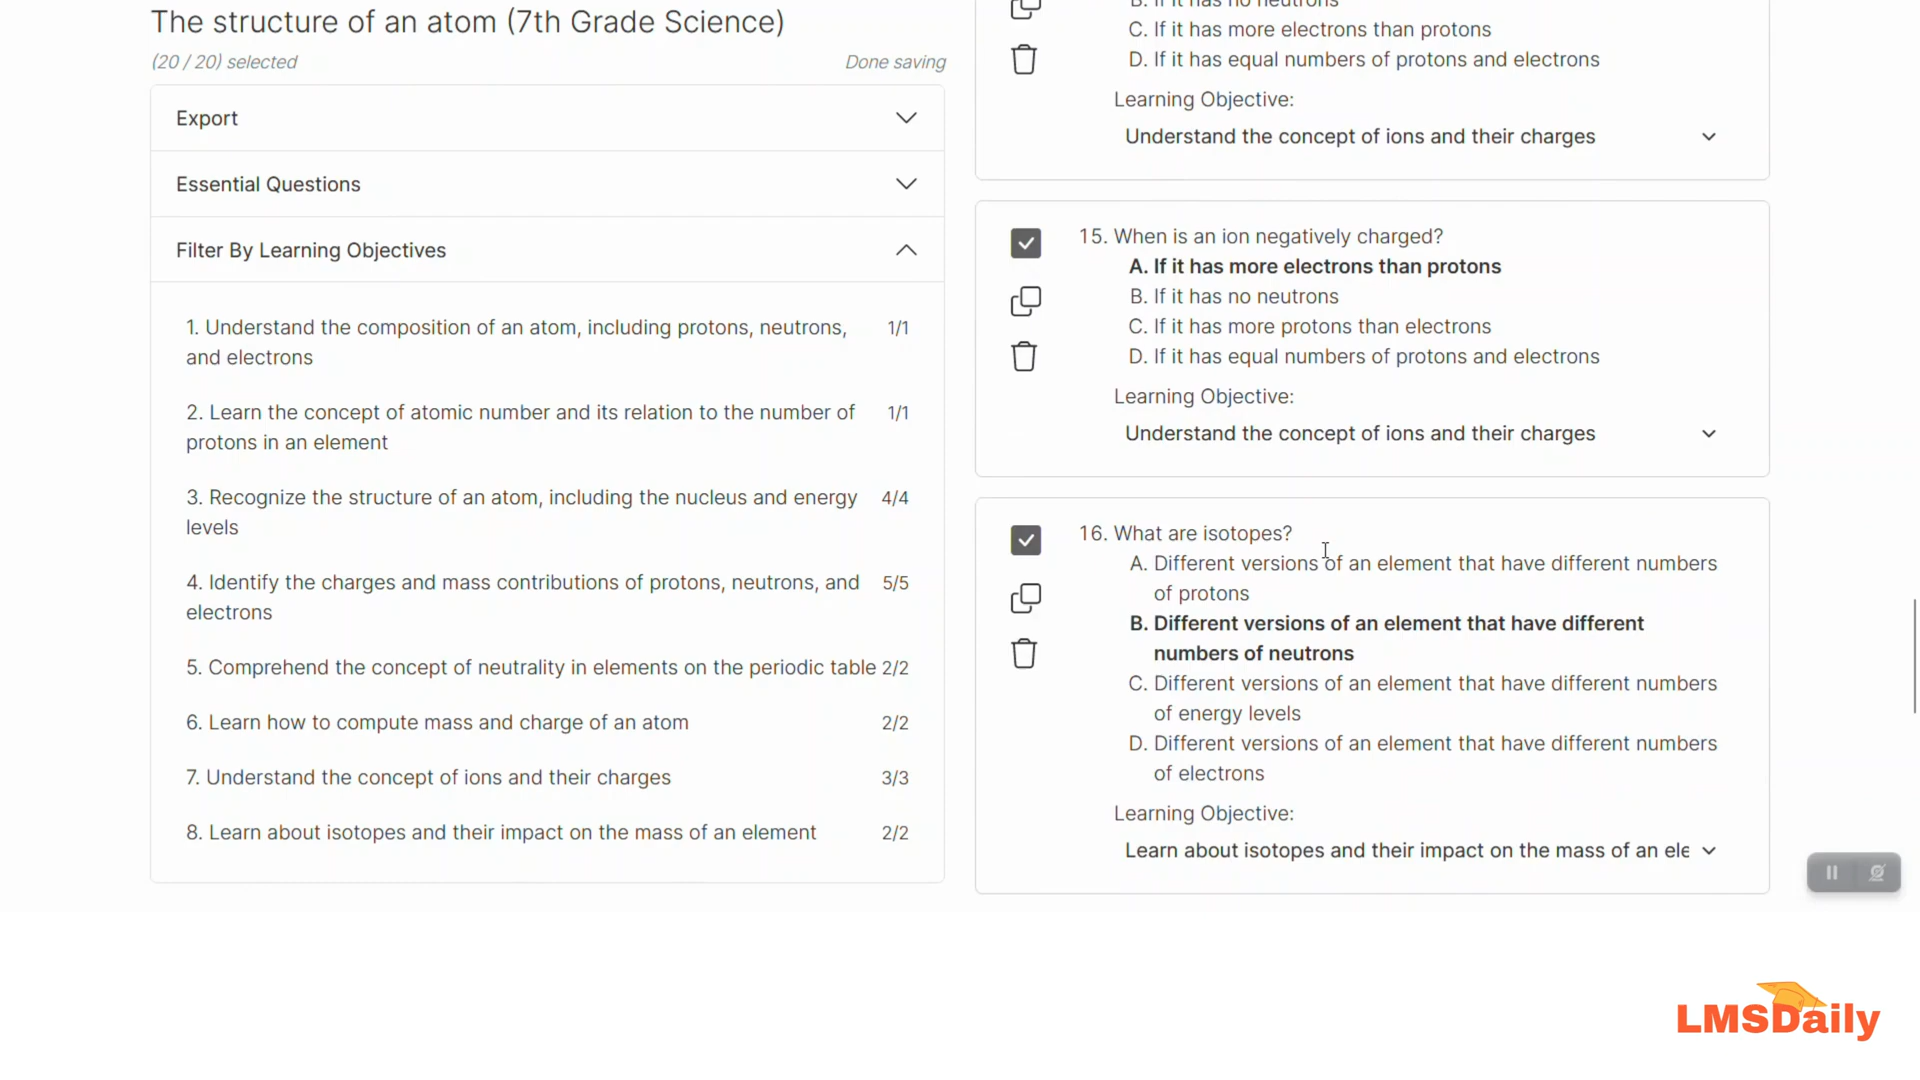 The structure of an atom (7th Grade Science)
(20 / 20) selected
Done saving
Export
Essential Questions
Filter By Learning Objectives
1. Understand the composition of an atom, including protons, neutrons, 1/1
and electrons
2. Learn the concept of atomic number and its relation to the number of 1/1
protons in an element
3. Recognize the structure of an atom, including the nucleus and energy 4/4
levels
4. Identify the charges and mass contributions of protons, neutrons, and 5/5
electrons
5. Comprehend the concept of neutrality in elements on the periodic table 2/2
6. Learn how to compute mass and charge of an atom 2/2
7. Understand the concept of ions and their charges 3/3
8. Learn about isotopes and their impact on the mass of an element 2/2
B. If it has no neutrons
C. If it has more electrons than protons
D. If it has equal numbers of protons and electrons
Learning Objective:
Understand the concept of ions and their charges
15. When is an ion negatively charged?
A. If it has more electrons than protons
B. If it has no neutrons
C. If it has more protons than electrons
D. If it has equal numbers of protons and electrons
Learning Objective:
Understand the concept of ions and their charges
16. What are isotopes?
A. Different versions of an element that have different numbers
of protons
B. Different versions of an element that have different
numbers of neutrons
C. Different versions of an element that have different numbers
of energy levels
D. Different versions of an element that have different numbers
of electrons
Learning Objective:
Learn about isotopes and their impact on the mass of an ele
LMSDaily